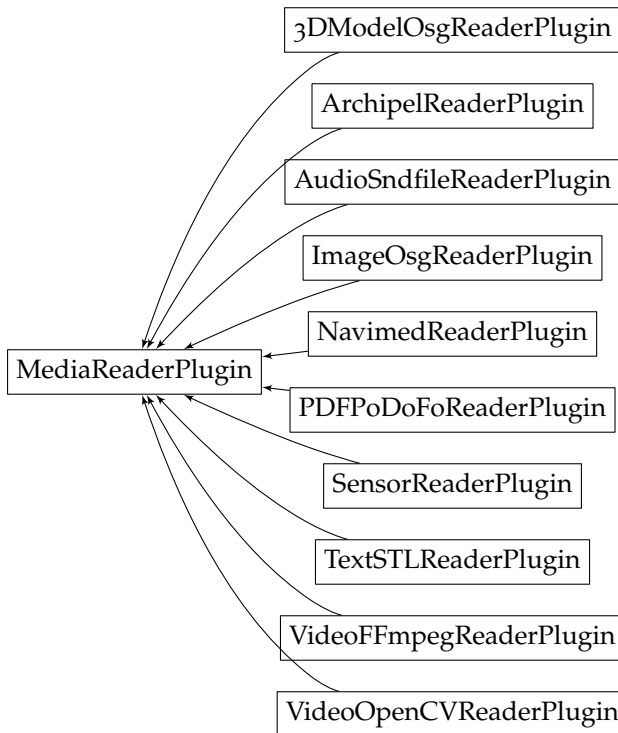 3DModelOsgReaderPlugin
ArchipelReaderPlugin
AudioSndfileReaderPlugin
ImageOsgReaderPlugin
NavimedReaderPlugin
MediaReaderPlugin
PDFPoDoFoReaderPlugin
SensorReaderPlugin
TextSTLReaderPlugin
VideoFFmpegReaderPlugin
VideoOpenCVReaderPlugin